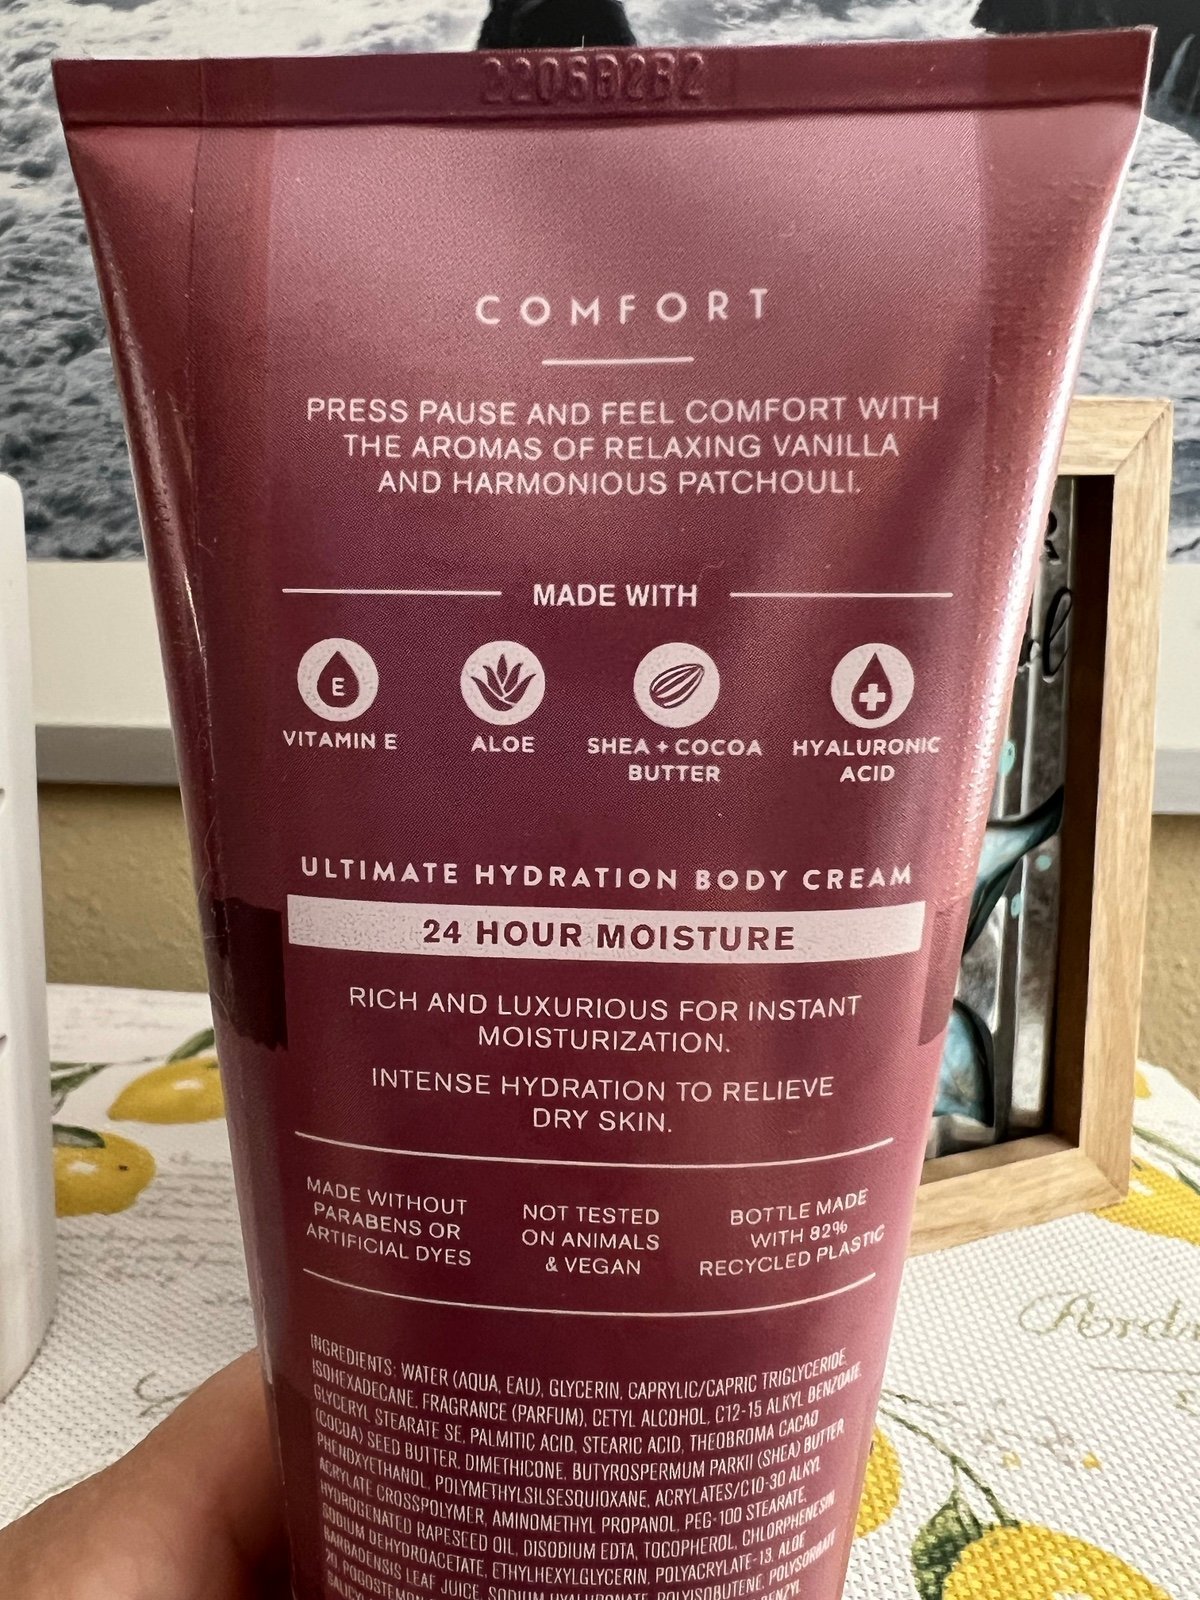 2206B2B2
COMFORT
PRESS PAUSE AND FEEL COMFORT WITH
THE AROMAS OF RELAXING VANILLA
AND HARMONIOUS PATCHOULI.
MADE WITH
E
VITAMIN E
ALOE
SHEA + COCOA
BUTTER
HYALURONIC
ACID
ULTIMATE HYDRATION BODY CREAM
24 HOUR MOISTURE
RICH AND LUXURIOUS FOR INSTANT
MOISTURIZATION.
INTENSE HYDRATION TO RELIEVE
DRY SKIN.
MADE WITHOUT
PARABENS OR
ARTIFICIAL DYES
NOT TESTED
ON ANIMALS
& VEGAN
BOTTLE MADE
WITH 82%
RECYCLED PLASTIC
INGREDIENTS: WATER (AQUA, EAU), GLYCERIN, CAPRYLIC/CAPRIC TRIGLYCERIDE,
ISOHEXADECANE, FRAGRANCE (PARFUM), CETYL ALCOHOL, C12-15 ALKYL BENZOATE,
GLYCERYL STEARATE SE, PALMITIC ACID, STEARIC ACID, THEOBROMA CACAO
(COCOA) SEED BUTTER, DIMETHICONE, BUTYROSPERMUM PARKII (SHEA) BUTTER,
PHENOXYETHANOL, POLYMETHYLSILSESQUIOXANE, ACRYLATES/C10-30 ALKYL
ACRYLATE CROSSPOLYMER, AMINOMETHYL PROPANOL, PEG-100 STEARATE,
HYDROGENATED RAPESEED OIL, DISODIUM EDTA, TOCOPHEROL, CHLORPHENESIN,
SODIUM DEHYDROACETATE, ETHYLHEXYLGLYCERIN, POLYACRYLATE-13, ALOE
BARBADENSIS LEAF JUICE, SODIUM HYALURONATE, POLYISOBUTENE, POLYSORBATE
20, POGOSTEMON BENZYL